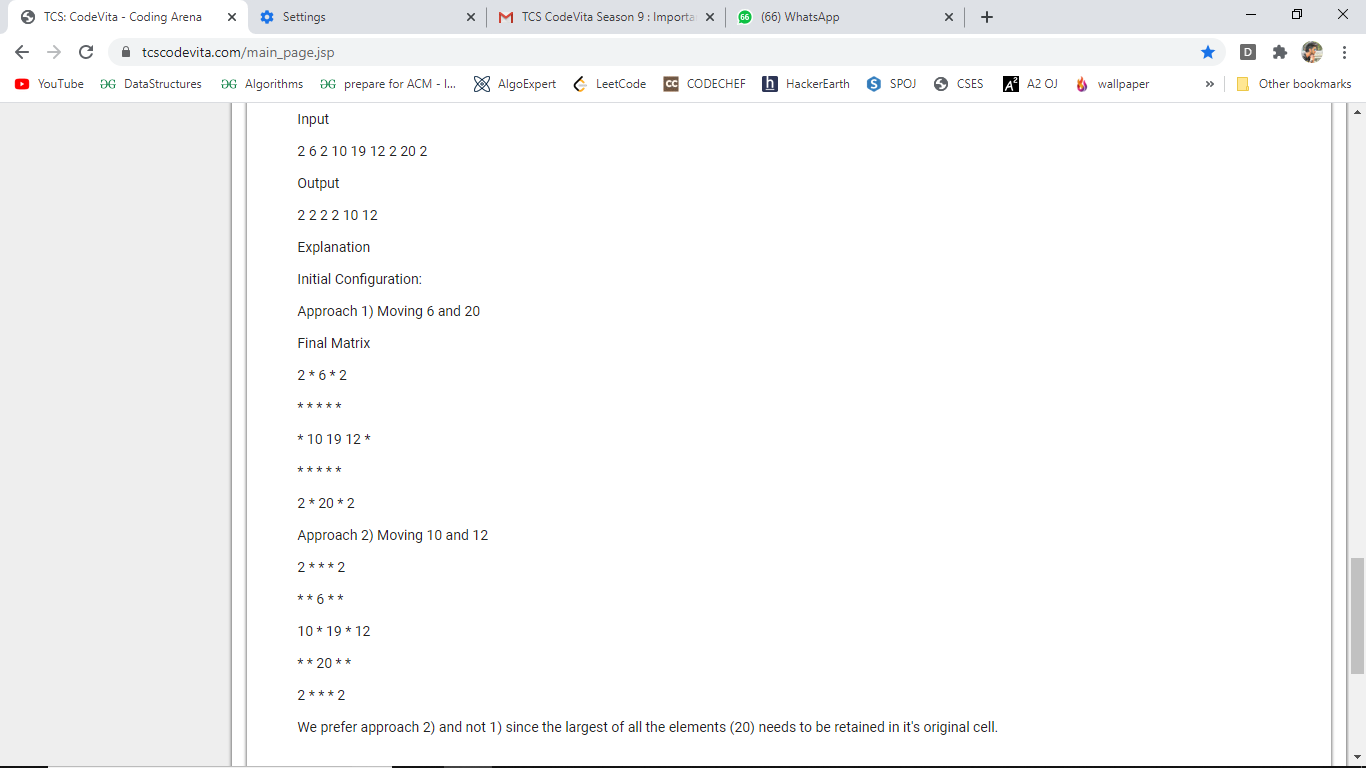 TCS: CodeVita - Coding Arena
Settings
TCS CodeVita Season 9 : Importa
66
(66) WhatsApp
tcscodevita.com/main_page.jsp
D
YouTube
DataStructures
Algorithms
prepare for ACM - I...
AlgoExpert
LeetCode
CC CODECHEF
h HackerEarth
S SPOJ
CSES
A² A2 OJ
wallpaper
»
Other bookmarks
Input
2 6 2 10 19 12 2 20 2
Output
2 2 2 2 10 12
Explanation
Initial Configuration:
Approach 1) Moving 6 and 20
Final Matrix
2 * 6 * 2
* * * * *
* 10 19 12 *
* * * * *
2 * 20 * 2
Approach 2) Moving 10 and 12
2 * * * 2
* * 6 * *
10 * 19 * 12
* * 20 * *
2 * * * 2
We prefer approach 2) and not 1) since the largest of all the elements (20) needs to be retained in it's original cell.